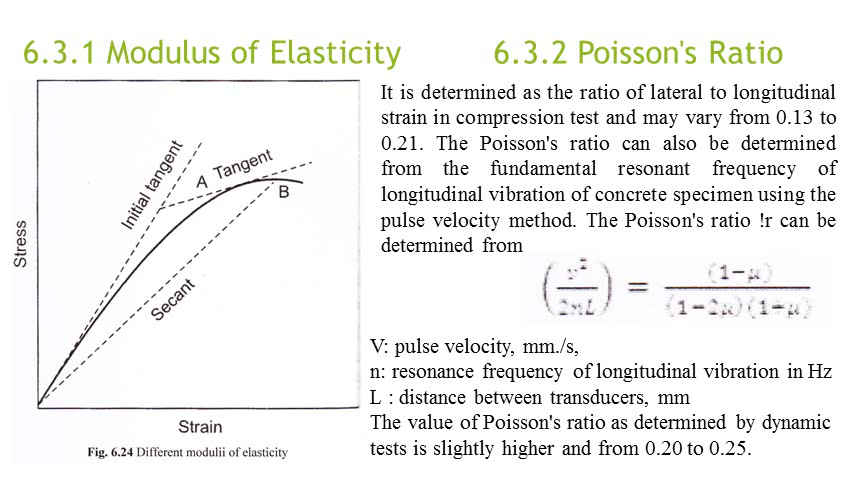 6.3.1 Modulus of Elasticity
6.3.2 Poisson's Ratio
Stress
Initial tangent
A Tangent
B
Secant
Strain
Fig. 6.24 Different modulii of elasticity
It is determined as the ratio of lateral to longitudinal
strain in compression test and may vary from 0.13 to
0.21. The Poisson's ratio can also be determined
from the fundamental resonant frequency of
longitudinal vibration of concrete specimen using the
pulse velocity method. The Poisson's ratio !r can be
determined from
(v²/2nL) = (1-μ)/(1-2μ)(1+μ)
V: pulse velocity, mm./s,
n: resonance frequency of longitudinal vibration in Hz
L : distance between transducers, mm
The value of Poisson's ratio as determined by dynamic
tests is slightly higher and from 0.20 to 0.25.